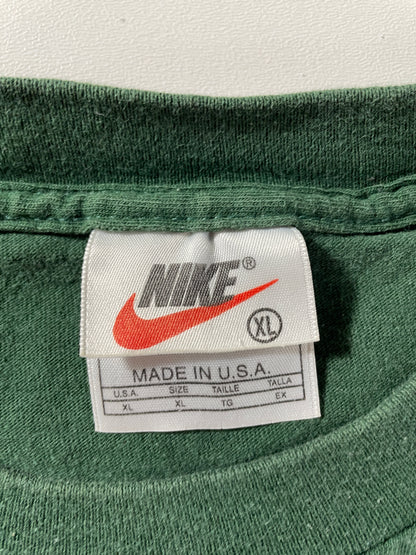 NIKE®
XL
MADE IN U.S.A.
U.S.A. SIZE TAILLE TALLA
XL XL TG EX